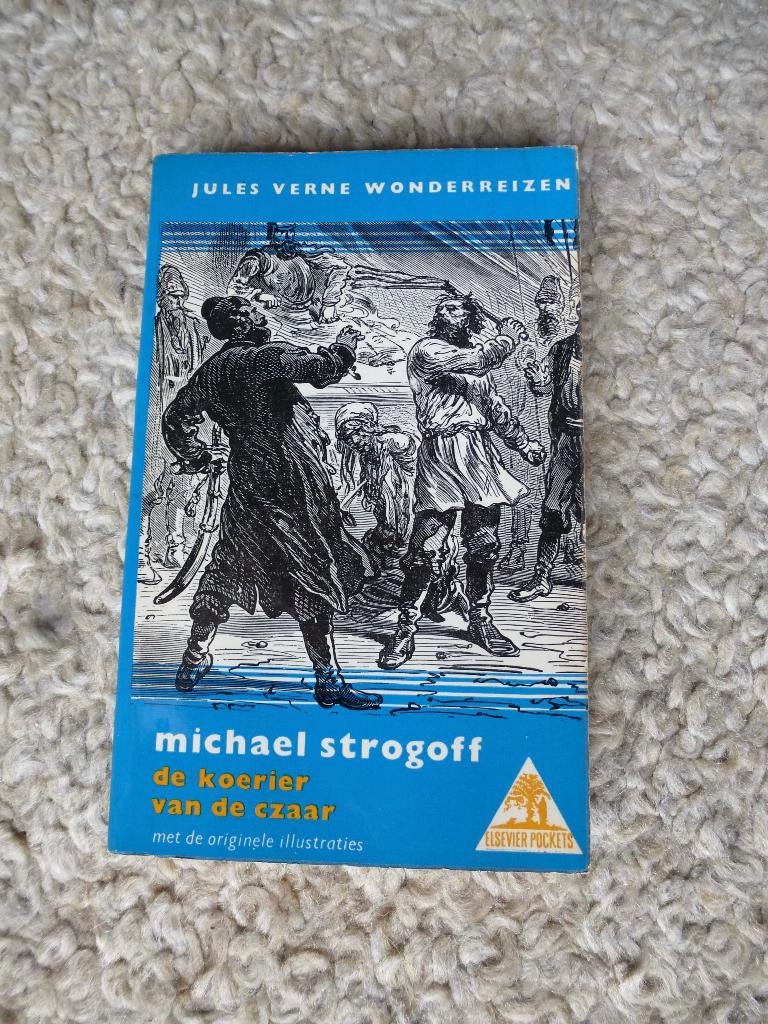 JULES VERNE WONDERREIZEN
michael strogoff
de koerier
van de czaar
met de originele illustraties
ELSEVIER POCKETS